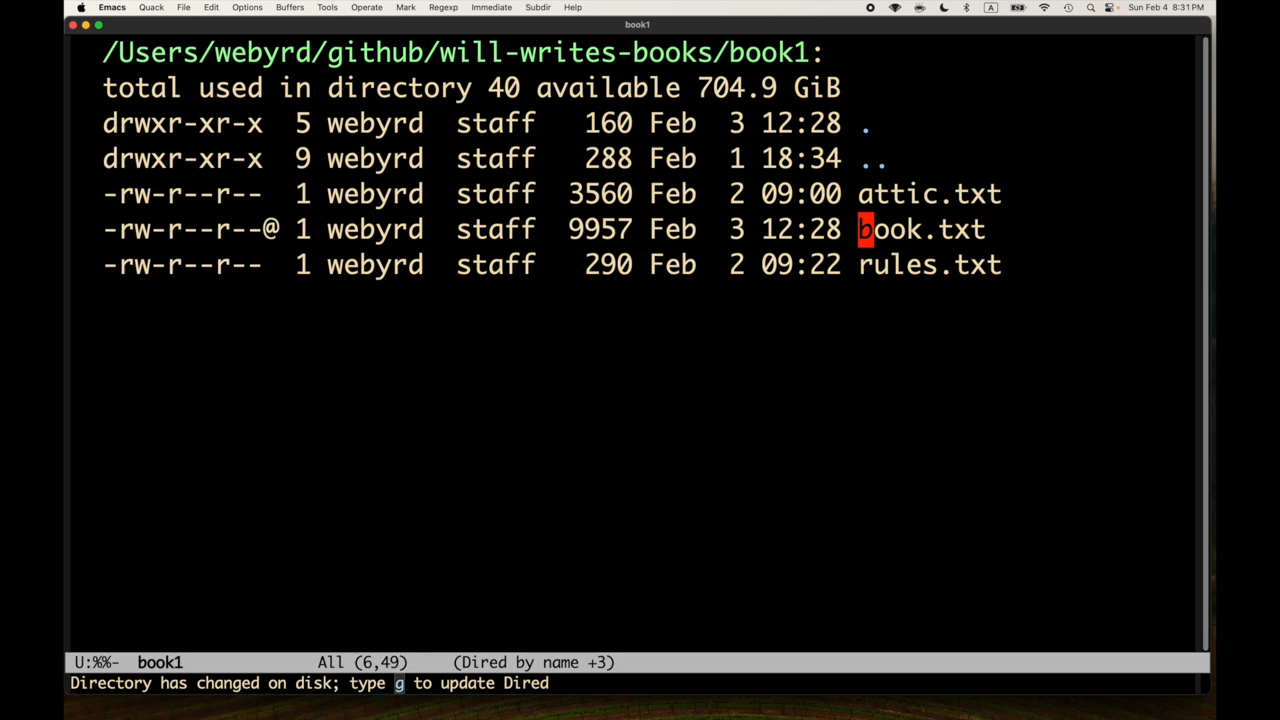 Emacs Quack File Edit Options Buffers Tools Operate Mark Regexp Immediate Subdir Help A Sun Feb 4 8:31 PM
book1
/Users/webyrd/github/will-writes-books/book1:
total used in directory 40 available 704.9 GiB
drwxr-xr-x 5 webyrd staff 160 Feb 3 12:28 .
drwxr-xr-x 9 webyrd staff 288 Feb 1 18:34 ..
-rw-r--r-- 1 webyrd staff 3560 Feb 2 09:00 attic.txt
-rw-r--r--@ 1 webyrd staff 9957 Feb 3 12:28 book.txt
-rw-r--r-- 1 webyrd staff 290 Feb 2 09:22 rules.txt
U:%%- book1 All (6,49) (Dired by name +3)
Directory has changed on disk; type g to update Dired